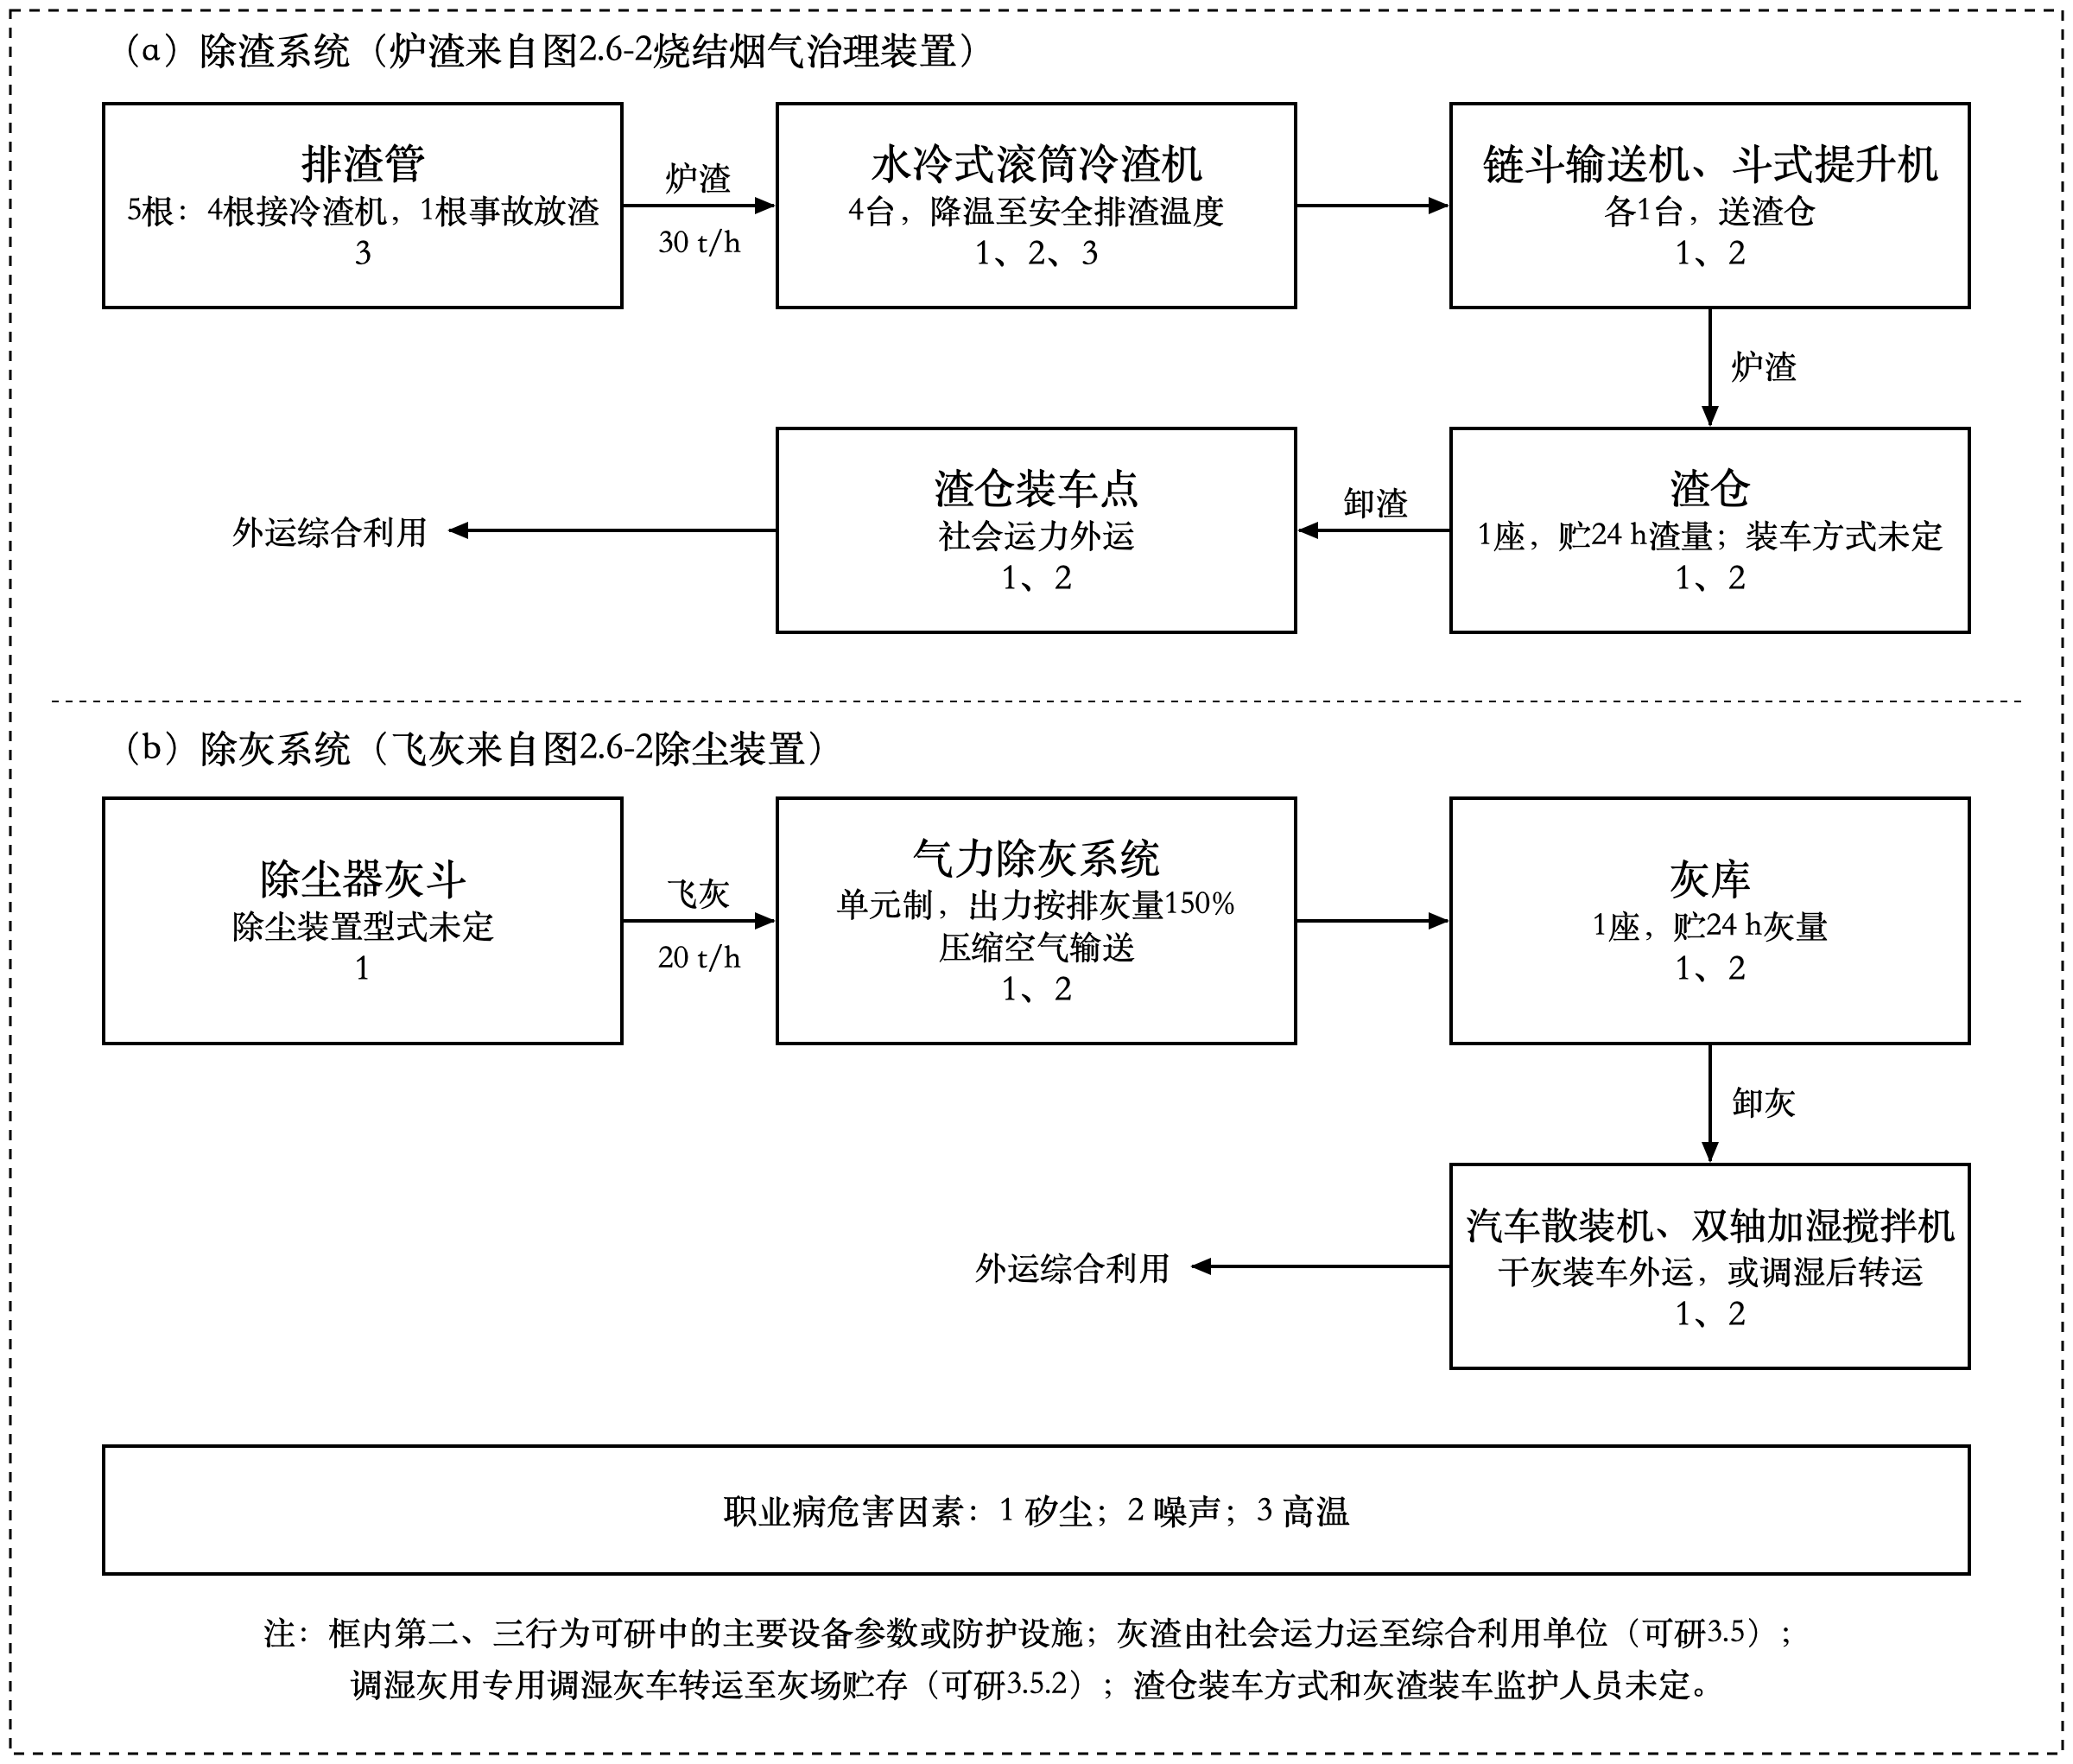 （a）除渣系统（炉渣来自图2.6-2烧结烟气治理装置）
排渣管
5根：4根接冷渣机，1根事故放渣
3
炉渣
30 t/h
水冷式滚筒冷渣机
4台，降温至安全排渣温度
1、2、3
链斗输送机、斗式提升机
各1台，送渣仓
1、2
炉渣
渣仓
1座，贮24 h渣量；装车方式未定
1、2
卸渣
渣仓装车点
社会运力外运
1、2
外运综合利用
（b）除灰系统（飞灰来自图2.6-2除尘装置）
除尘器灰斗
除尘装置型式未定
1
飞灰
20 t/h
气力除灰系统
单元制，出力按排灰量150%
压缩空气输送
1、2
灰库
1座，贮24 h灰量
1、2
卸灰
汽车散装机、双轴加湿搅拌机
干灰装车外运，或调湿后转运
1、2
外运综合利用
职业病危害因素：1 矽尘；2 噪声；3 高温
注：框内第二、三行为可研中的主要设备参数或防护设施；灰渣由社会运力运至综合利用单位（可研3.5）；
调湿灰用专用调湿灰车转运至灰场贮存（可研3.5.2）；渣仓装车方式和灰渣装车监护人员未定。